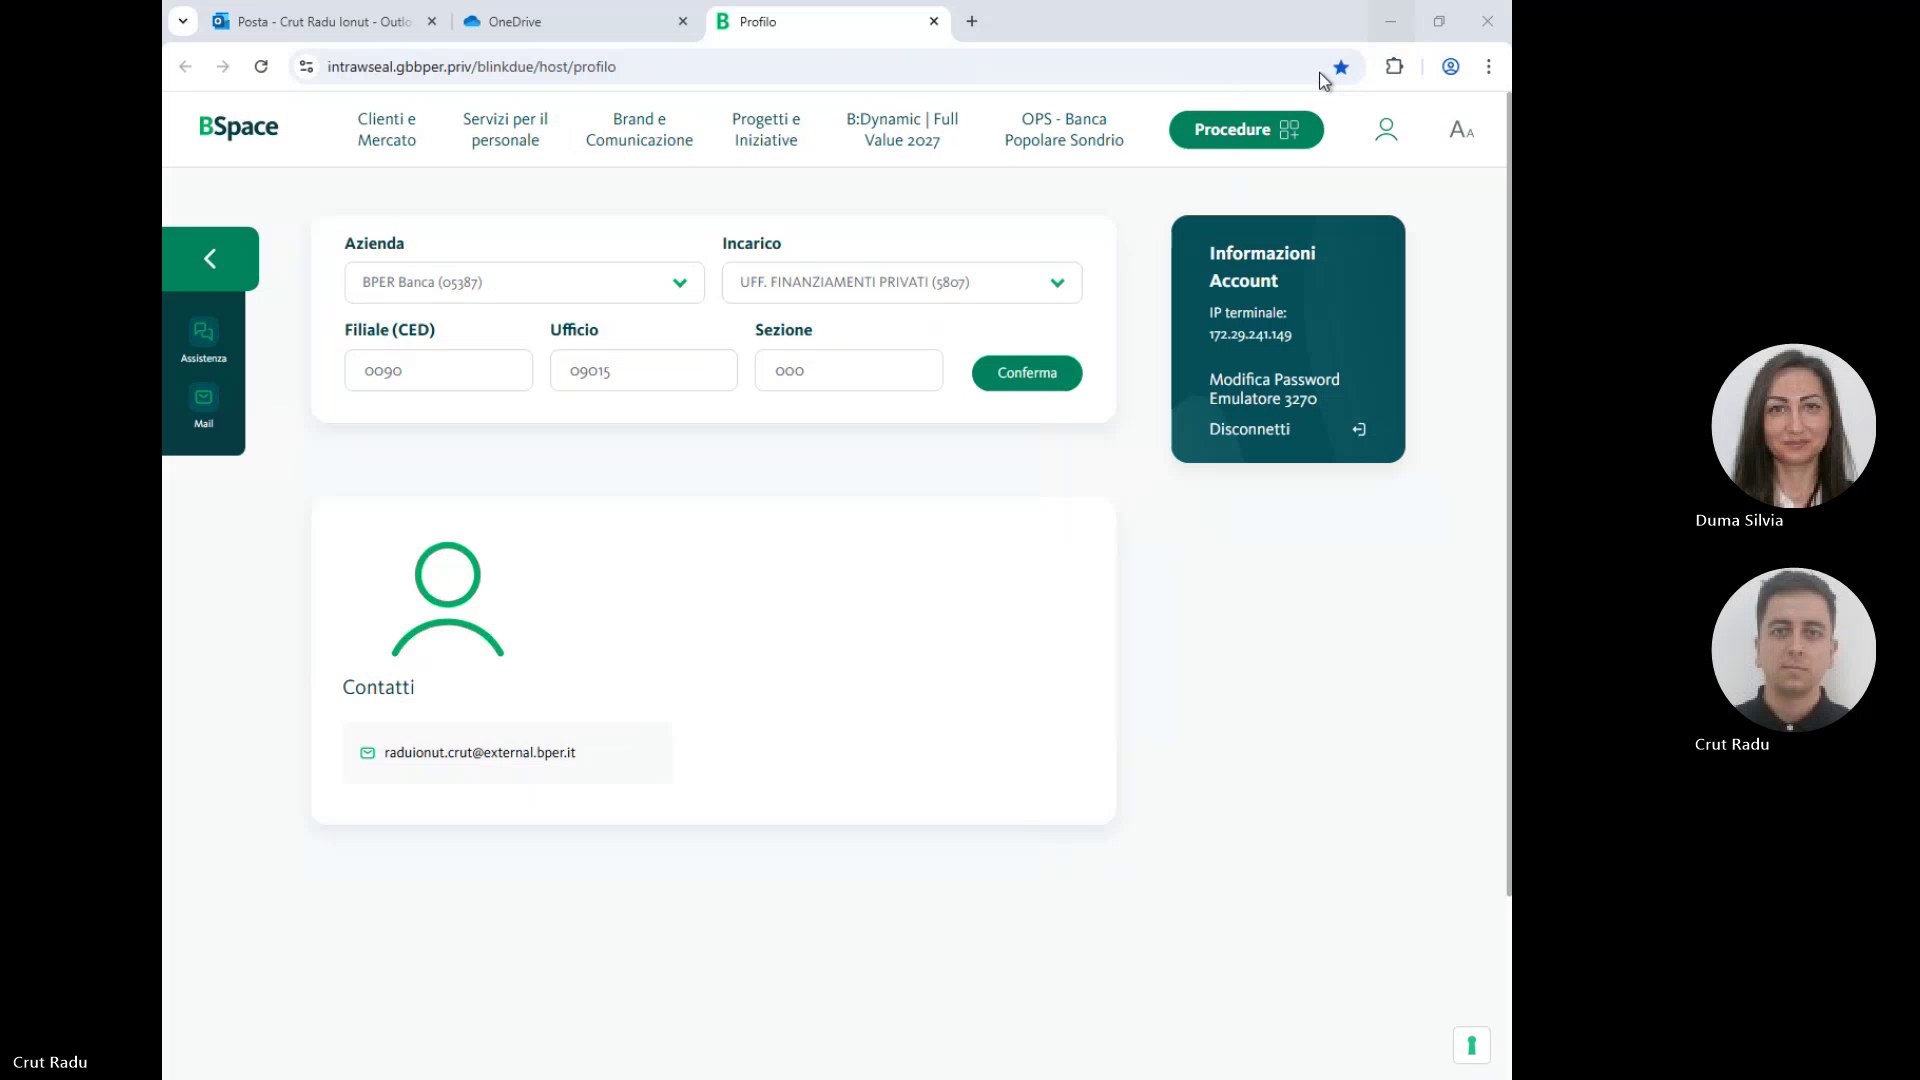 Posta - Crut Radu Ionut - Outlo
OneDrive
Profilo
intrawseal.gbbper.priv/blinkdue/host/profilo
BSpace
Clienti e
Mercato
Servizi per il
personale
Brand e
Comunicazione
Progetti e
Iniziative
B:Dynamic | Full
Value 2027
OPS - Banca
Popolare Sondrio
Procedure
AA
Azienda
Incarico
BPER Banca (05387)
UFF. FINANZIAMENTI PRIVATI (5807)
Filiale (CED)
Ufficio
Sezione
0090
09015
000
Conferma
Informazioni
Account
IP terminale:
172.29.241.149
Modifica Password
Emulatore 3270
Disconnetti
Assistenza
Mail
Contatti
raduionut.crut@external.bper.it
Duma Silvia
Crut Radu
Crut Radu